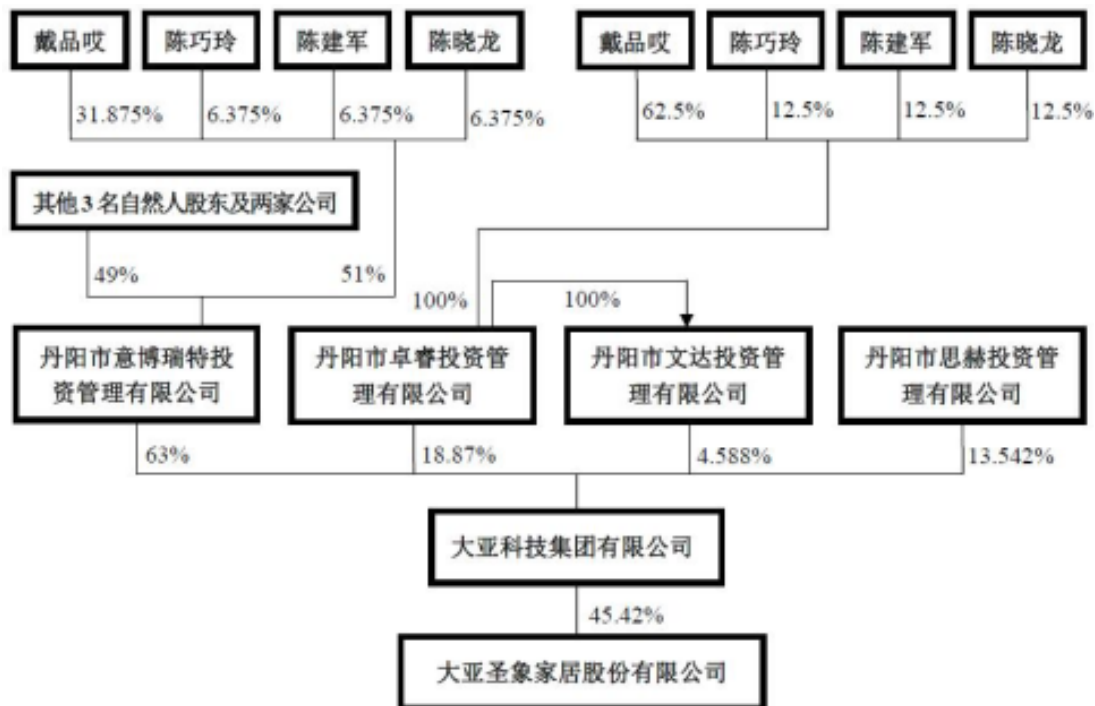 戴品哎 陈巧玲 陈建军 陈晓龙 戴品哎 陈巧玲 陈建军 陈晓龙
31.875% 6.375% 6.375% 6.375% 62.5% 12.5% 12.5% 12.5%
其他 3 名自然人股东及两家公司
49% 51% 100% 100%
丹阳市意博瑞特投
资管理有限公司
丹阳市卓睿投资管
理有限公司
丹阳市文达投资管
理有限公司
丹阳市思赫投资管
理有限公司
63% 18.87% 4.588% 13.542%
大亚科技集团有限公司
45.42%
大亚圣象家居股份有限公司